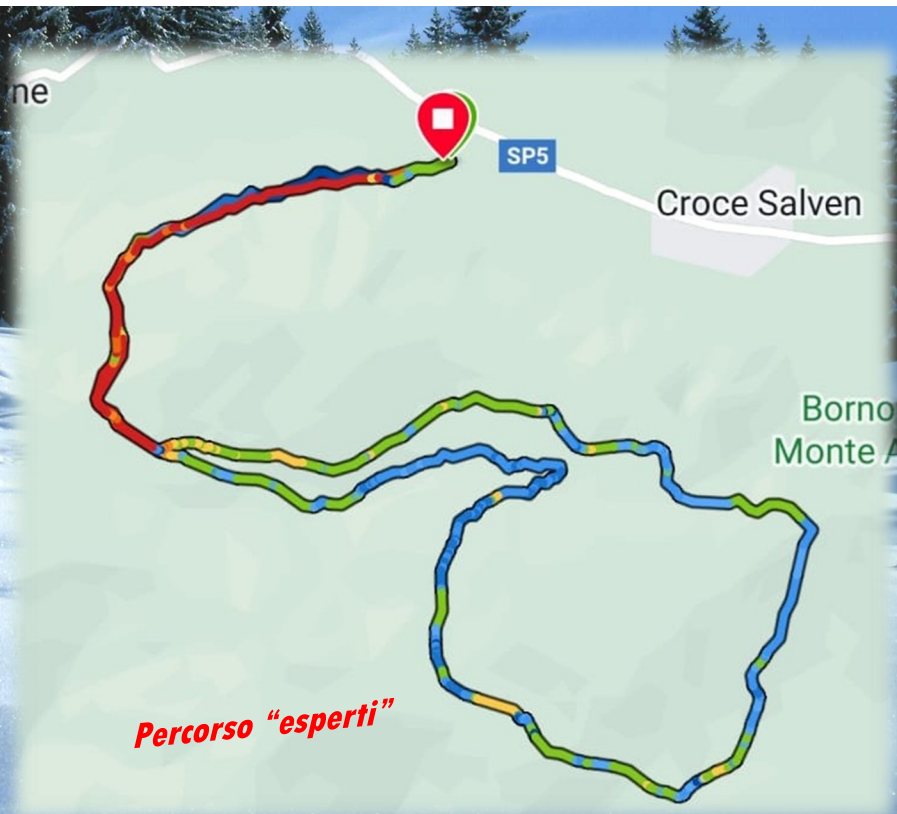 ne
SP5
Croce Salven
Borno
Monte A
Percorso “esperti”